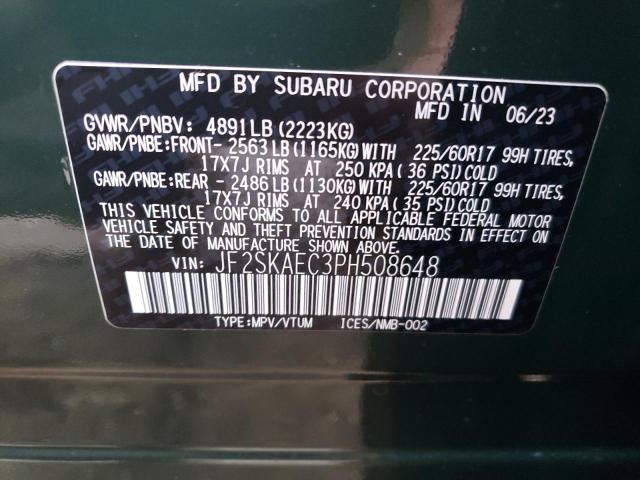 MFD BY SUBARU CORPORATION
MFD IN 06/23
GVWR/PNBV: 4891LB(2223KG)
GAWR/PNBE:FRONT- 2563LB(1165KG)WITH 225/60R17 99H TIRES,
17X7J RIMS AT 250 KPA( 36 PSI)COLD
GAWR/PNBE:REAR - 2486LB(1130KG)WITH 225/60R17 99H TIRES,
17X7J RIMS AT 240 KPA( 35 PSI)COLD
THIS VEHICLE CONFORMS TO ALL APPLICABLE FEDERAL MOTOR
VEHICLE SAFETY AND THEFT PREVENTION STANDARDS IN EFFECT
ON THE DATE OF MANUFACTURE SHOWN ABOVE.
VIN: JF2SKAEC3PH508648
TYPE:MPV/VTUM ICES/NMB-002